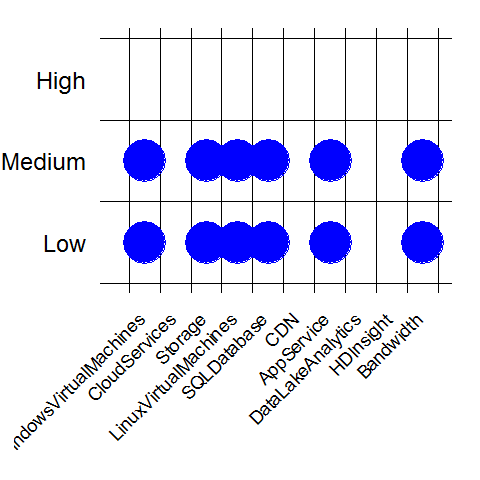 High
Medium
Low
ndowsVirtualMachines
CloudServices
Storage
LinuxVirtualMachines
SQLDatabase
CDN
AppService
DataLakeAnalytics
HDInsight
Bandwidth